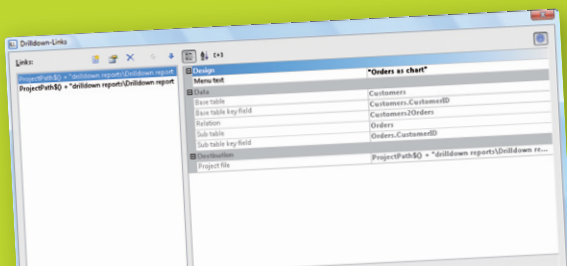 Drilldown-Links
Links:
ProjectPath$() + "drilldown reports\Drilldown report
ProjectPath$() + "drilldown reports\Drilldown report
Design
Menu text "Orders as chart"
Data
Base table Customers
Base table key field Customers.CustomerID
Relation Customers2Orders
Sub table Orders
Sub table key field Orders.CustomerID
Destination
Project file ProjectPath$() + "drilldown reports\Drilldown re...